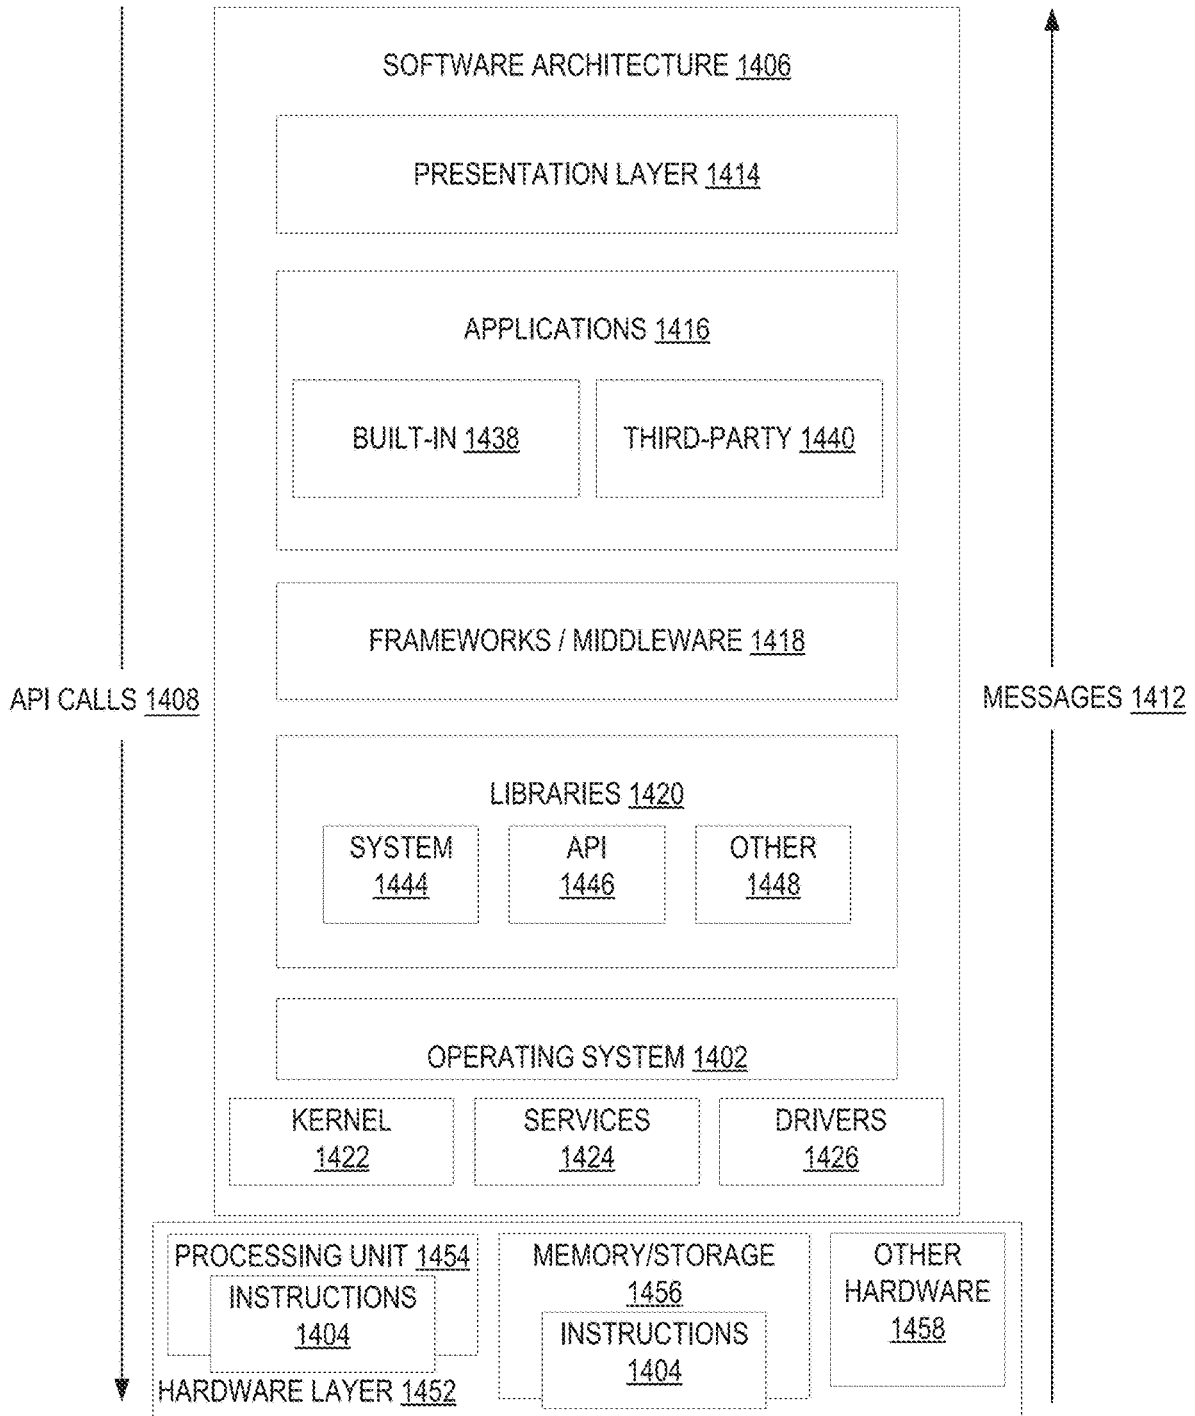 SOFTWARE ARCHITECTURE 1406
PRESENTATION LAYER 1414
APPLICATIONS 1416
BUILT-IN 1438
THIRD-PARTY 1440
FRAMEWORKS / MIDDLEWARE 1418
API CALLS 1408
MESSAGES 1412
LIBRARIES 1420
SYSTEM
1444
API
1446
OTHER
1448
OPERATING SYSTEM 1402
KERNEL
1422
SERVICES
1424
DRIVERS
1426
PROCESSING UNIT 1454
INSTRUCTIONS
1404
MEMORY/STORAGE
1456
INSTRUCTIONS
1404
OTHER
HARDWARE
1458
HARDWARE LAYER 1452